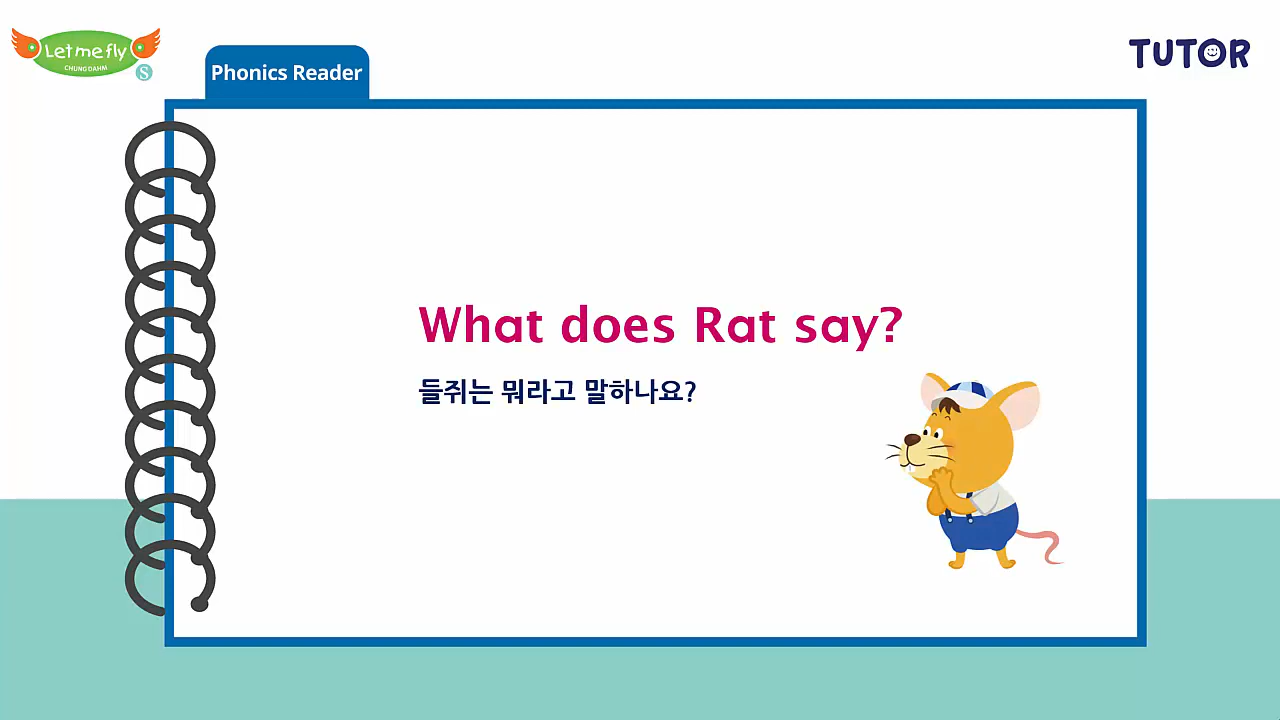 Let me fly
CHUNGDAHM
S
TUTOR
Phonics Reader
What does Rat say?
들쥐는 뭐라고 말하나요?